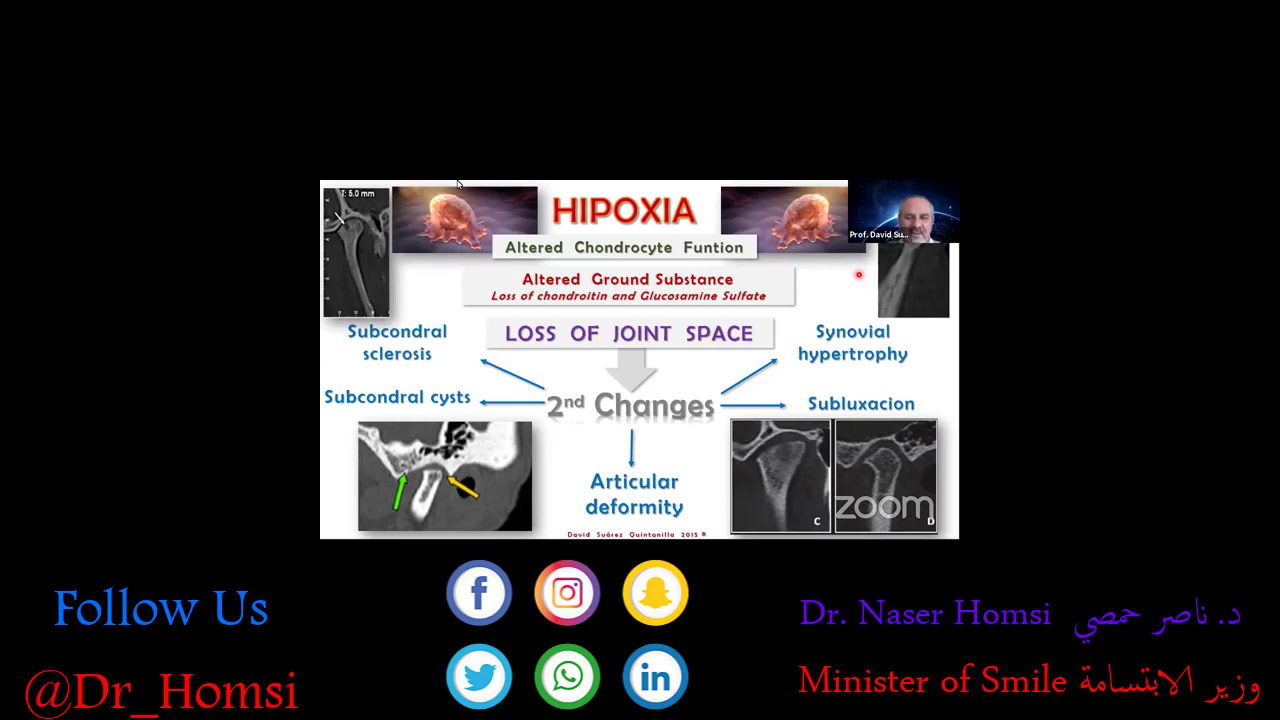 T: 5.0 mm
HIPOXIA
Altered Chondrocyte Funtion
Prof. David Su...
Altered Ground Substance
Loss of chondroitin and Glucosamine Sulfate
LOSS OF JOINT SPACE
Subcondral
sclerosis
Synovial
hypertrophy
Subcondral cysts
2nd Changes
Subluxacion
Articular
deformity
C
zoom
D
David Suárez Quintanilla 2015 ®
Follow Us
@Dr_Homsi
f
in
Dr. Naser Homsi د. ناصر حمصي
Minister of Smile وزير الابتسامة